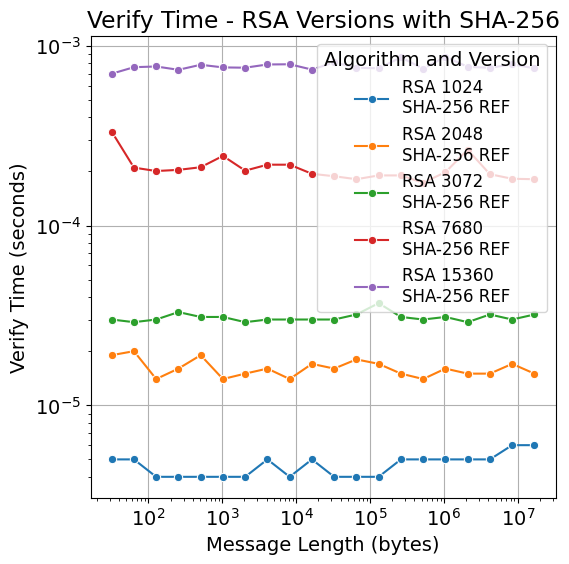 Verify Time - RSA Versions with SHA-256
10⁻³
10⁻⁴
10⁻⁵
Verify Time (seconds)
Algorithm and Version
RSA 1024
SHA-256 REF
RSA 2048
SHA-256 REF
RSA 3072
SHA-256 REF
RSA 7680
SHA-256 REF
RSA 15360
SHA-256 REF
10² 10³ 10⁴ 10⁵ 10⁶ 10⁷
Message Length (bytes)